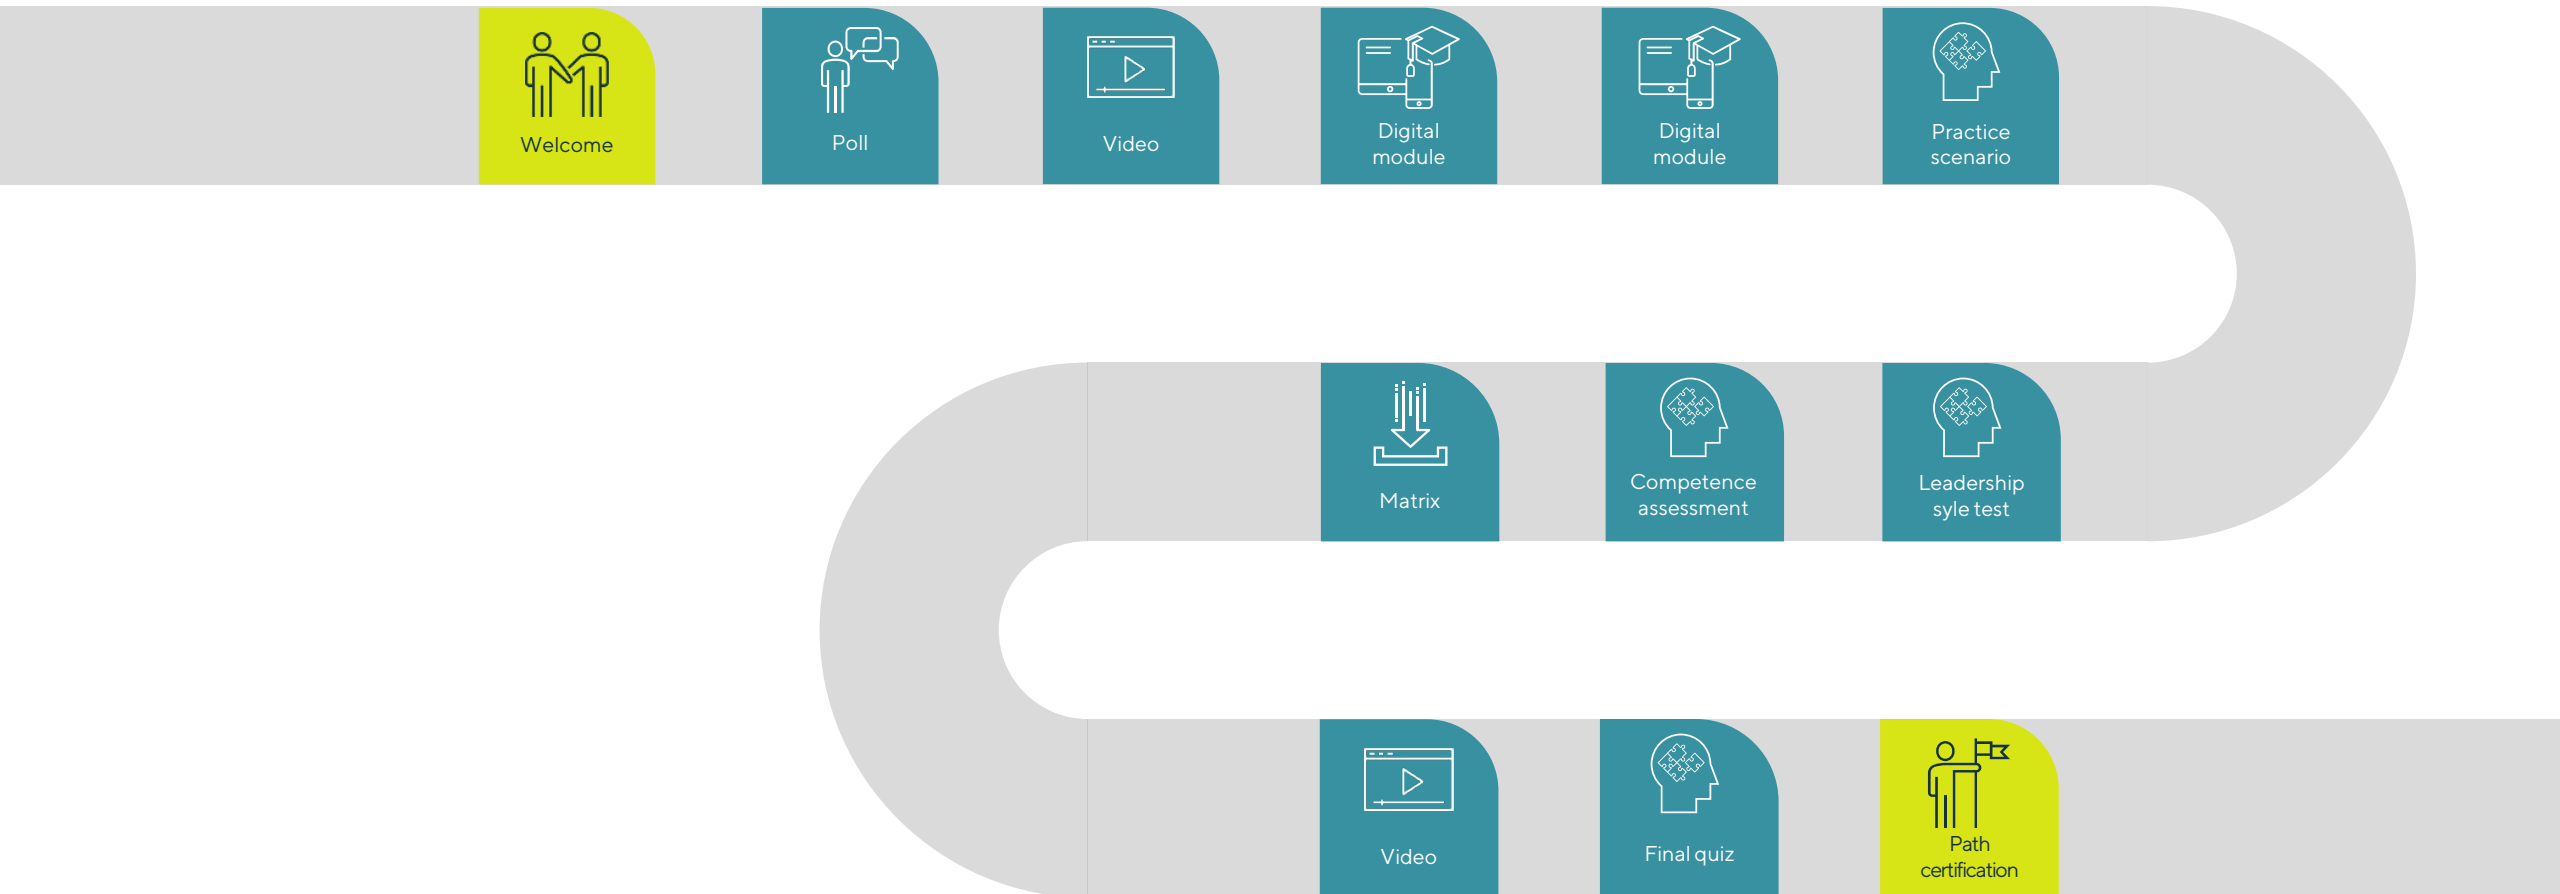 Welcome
Poll
Video
Digital
module
Digital
module
Practice
scenario
Leadership
syle test
Competence
assessment
Matrix
Video
Final quiz
Path
certification